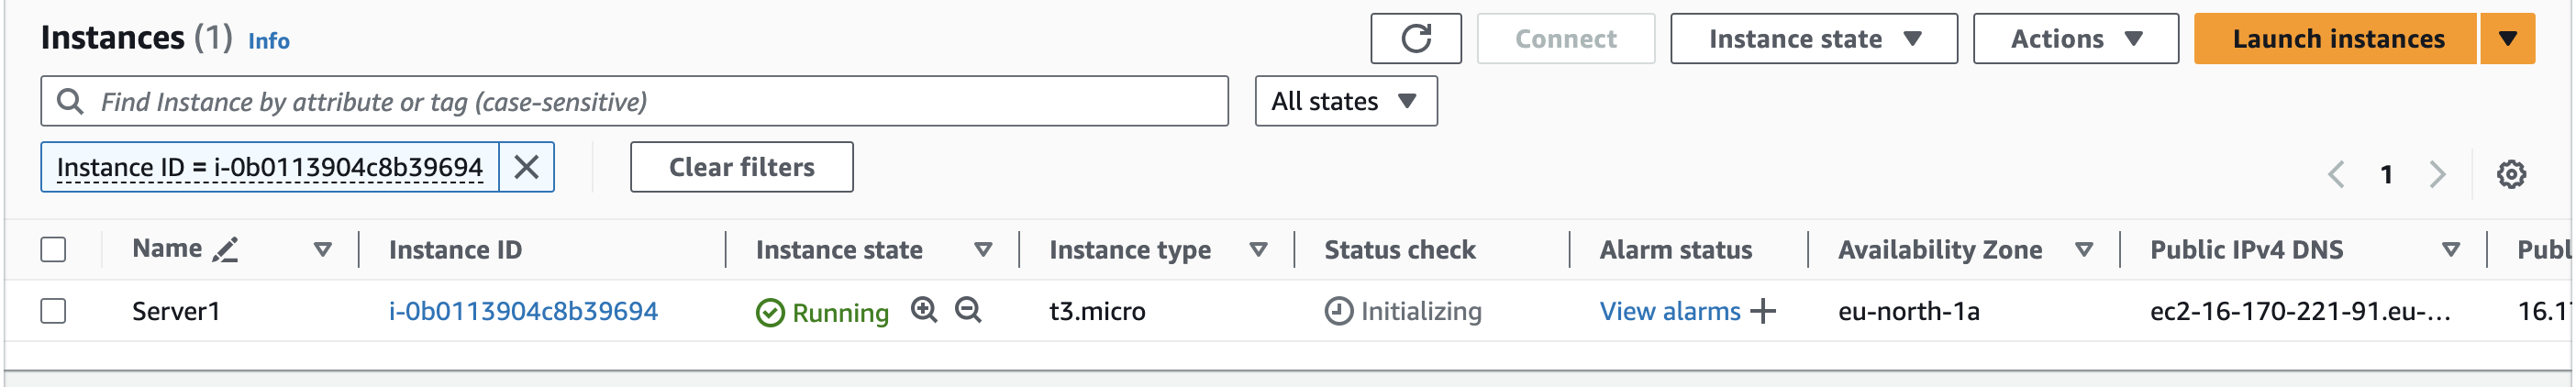 Instances (1) Info Connect Instance state Actions Launch instances
Find Instance by attribute or tag (case-sensitive) All states
Instance ID = i-0b0113904c8b39694 Clear filters 1
Name Instance ID Instance state Instance type Status check Alarm status Availability Zone Public IPv4 DNS Publ
Server1 i-0b0113904c8b39694 Running t3.micro Initializing View alarms + eu-north-1a ec2-16-170-221-91.eu-... 16.1